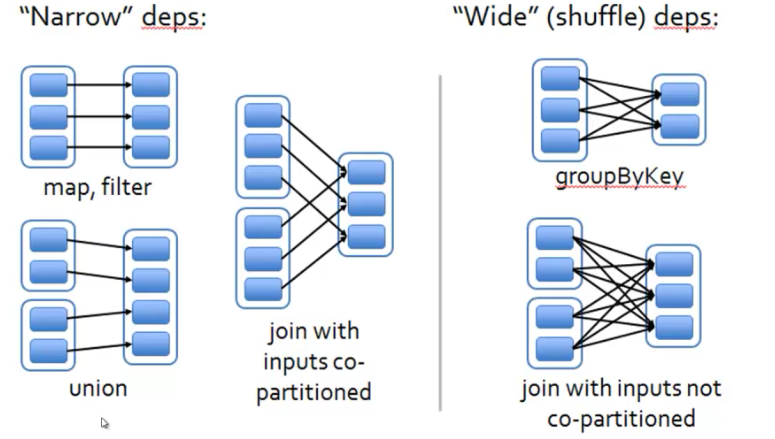 “Narrow” deps:
“Wide” (shuffle) deps:
map, filter
union
join with
inputs co-
partitioned
groupByKey
join with inputs not
co-partitioned